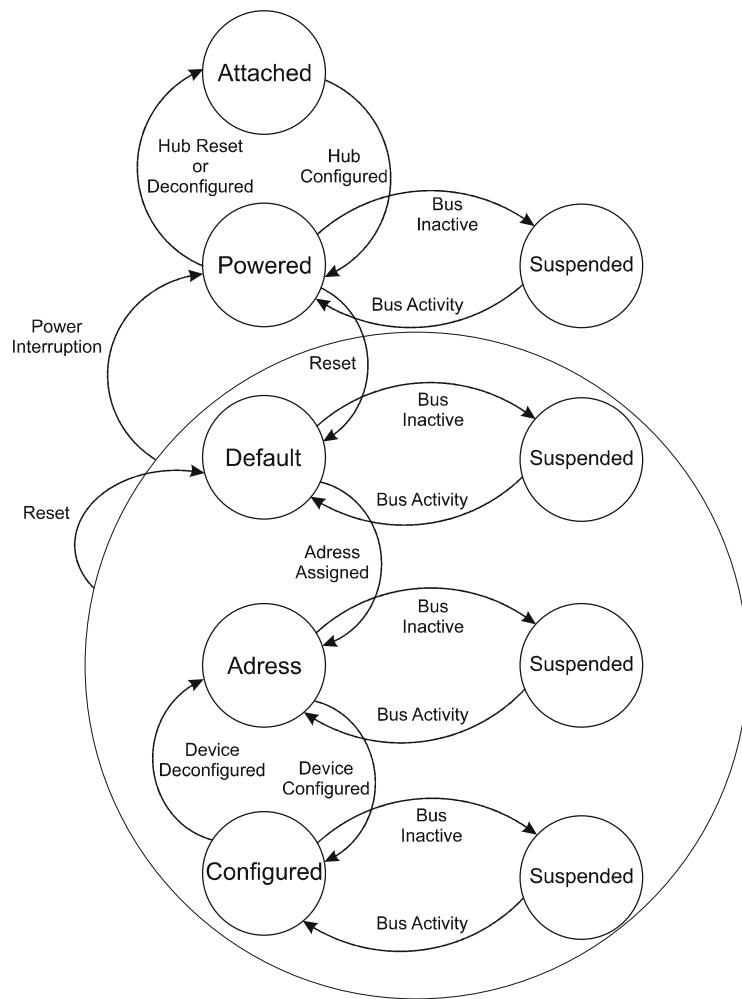 Attached
Hub Reset
or
Deconfigured
Hub
Configured
Bus
Inactive
Powered
Suspended
Bus Activity
Power
Interruption
Reset
Bus
Inactive
Default
Suspended
Bus Activity
Reset
Adress
Assigned
Bus
Inactive
Adress
Suspended
Bus Activity
Device
Deconfigured
Device
Configured
Bus
Inactive
Configured
Suspended
Bus Activity